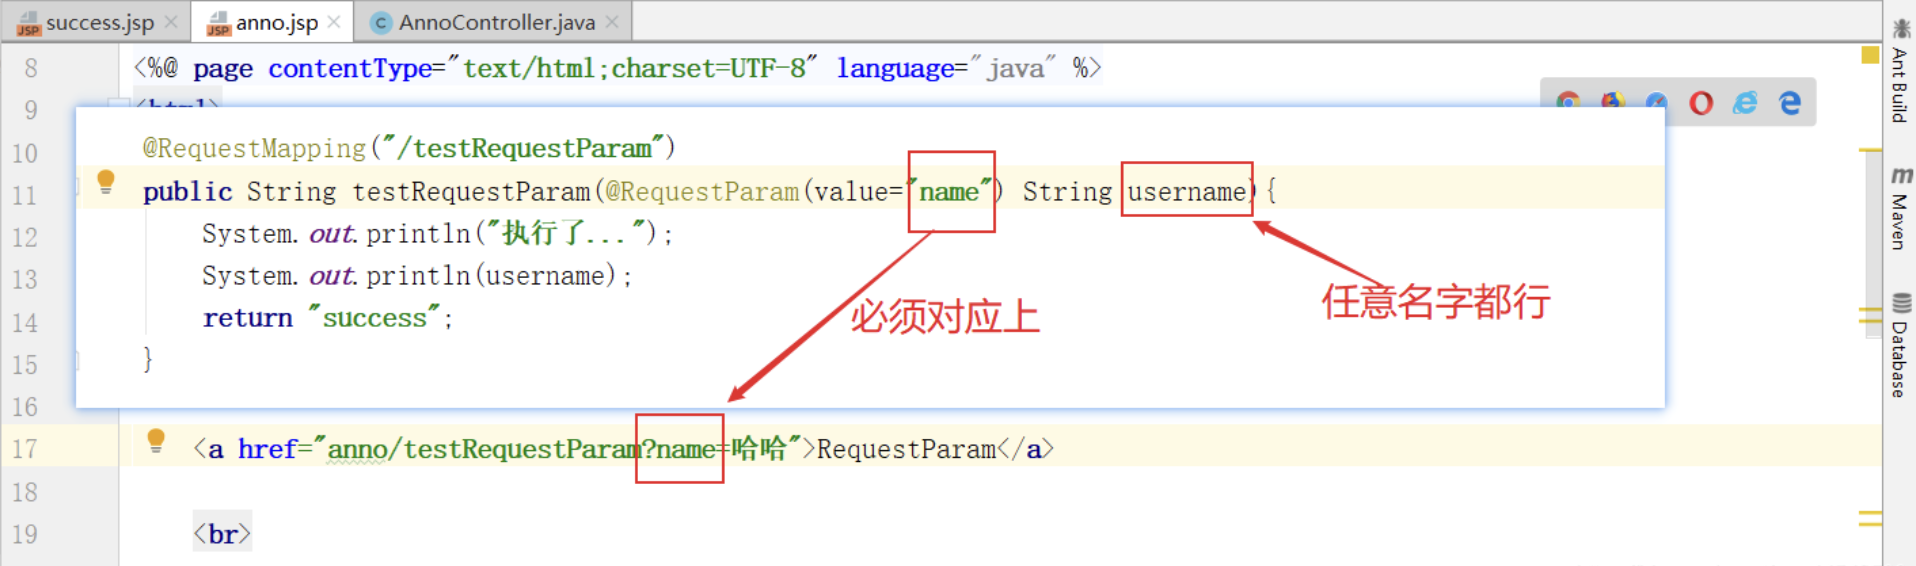 success.jsp
anno.jsp
AnnoController.java
8 <%@ page contentType="text/html;charset=UTF-8" language="java" %>
9 <html>
10 @RequestMapping("/testRequestParam")
11 public String testRequestParam(@RequestParam(value="name") String username){
12 System.out.println("执行了...");
13 System.out.println(username);
14 return "success";
15 }
必须对应上
任意名字都行
16
17 <a href="anno/testRequestParam?name=哈哈">RequestParam</a>
18
19 <br>
Ant Build
Maven
Database